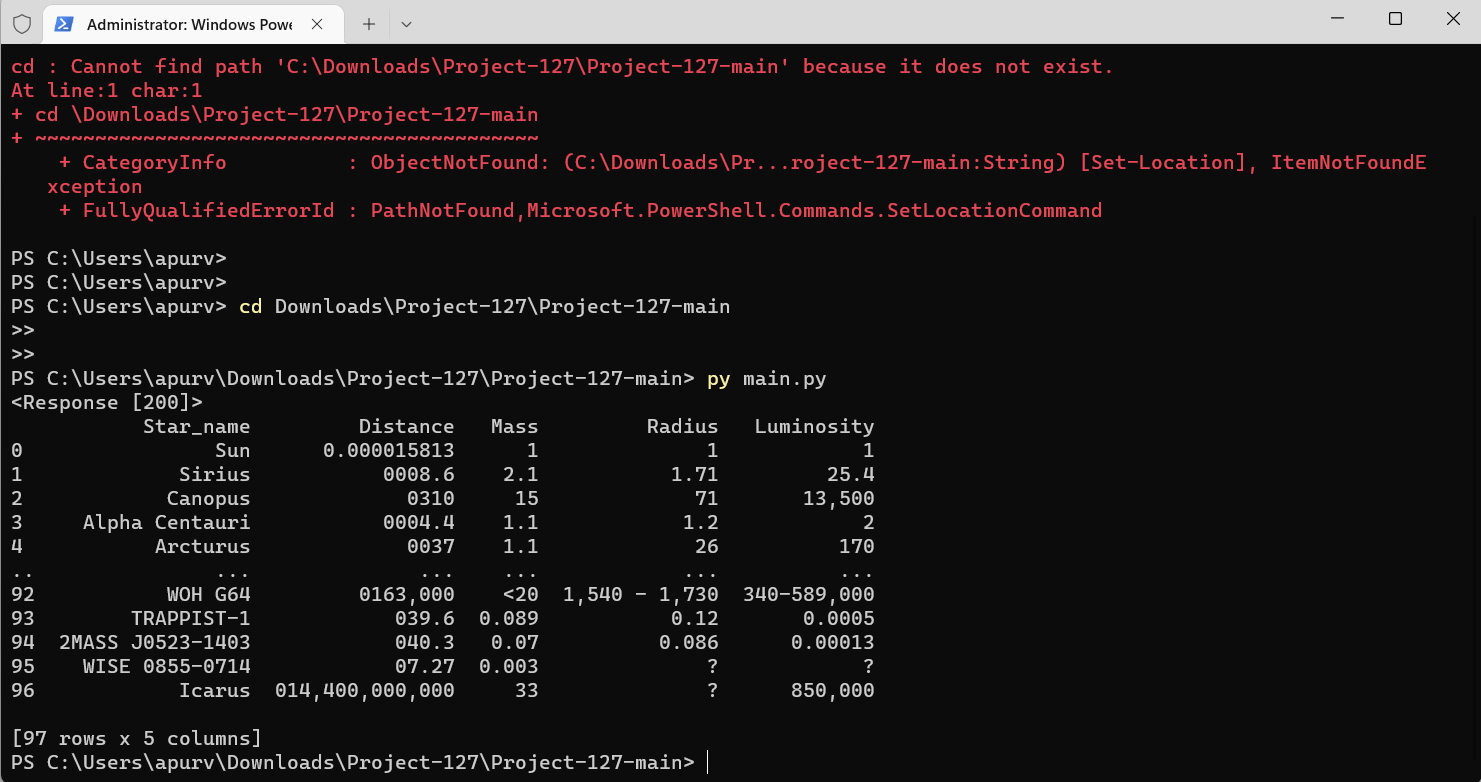 Administrator: Windows Powe
cd : Cannot find path 'C:\Downloads\Project-127\Project-127-main' because it does not exist.
At line:1 char:1
+ cd \Downloads\Project-127\Project-127-main
+ ~~~~~~~~~~~~~~~~~~~~~~~~~~~~~~~~~~~~~~~~~~
    + CategoryInfo          : ObjectNotFound: (C:\Downloads\Pr...roject-127-main:String) [Set-Location], ItemNotFoundE
   xception
    + FullyQualifiedErrorId : PathNotFound,Microsoft.PowerShell.Commands.SetLocationCommand
PS C:\Users\apurv>
PS C:\Users\apurv>
PS C:\Users\apurv> cd Downloads\Project-127\Project-127-main
>>
>>
PS C:\Users\apurv\Downloads\Project-127\Project-127-main> py main.py
<Response [200]>
           Star_name         Distance   Mass         Radius   Luminosity
0                Sun      0.000015813      1              1            1
1             Sirius           0008.6    2.1           1.71         25.4
2            Canopus             0310     15             71       13,500
3     Alpha Centauri           0004.4    1.1            1.2            2
4           Arcturus             0037    1.1             26          170
..               ...              ...    ...            ...          ...
92           WOH G64         0163,000    <20  1,540 - 1,730  340-589,000
93        TRAPPIST-1            039.6  0.089           0.12       0.0005
94  2MASS J0523-1403            040.3   0.07          0.086      0.00013
95    WISE 0855-0714            07.27  0.003              ?            ?
96            Icarus  014,400,000,000     33              ?      850,000
[97 rows x 5 columns]
PS C:\Users\apurv\Downloads\Project-127\Project-127-main>